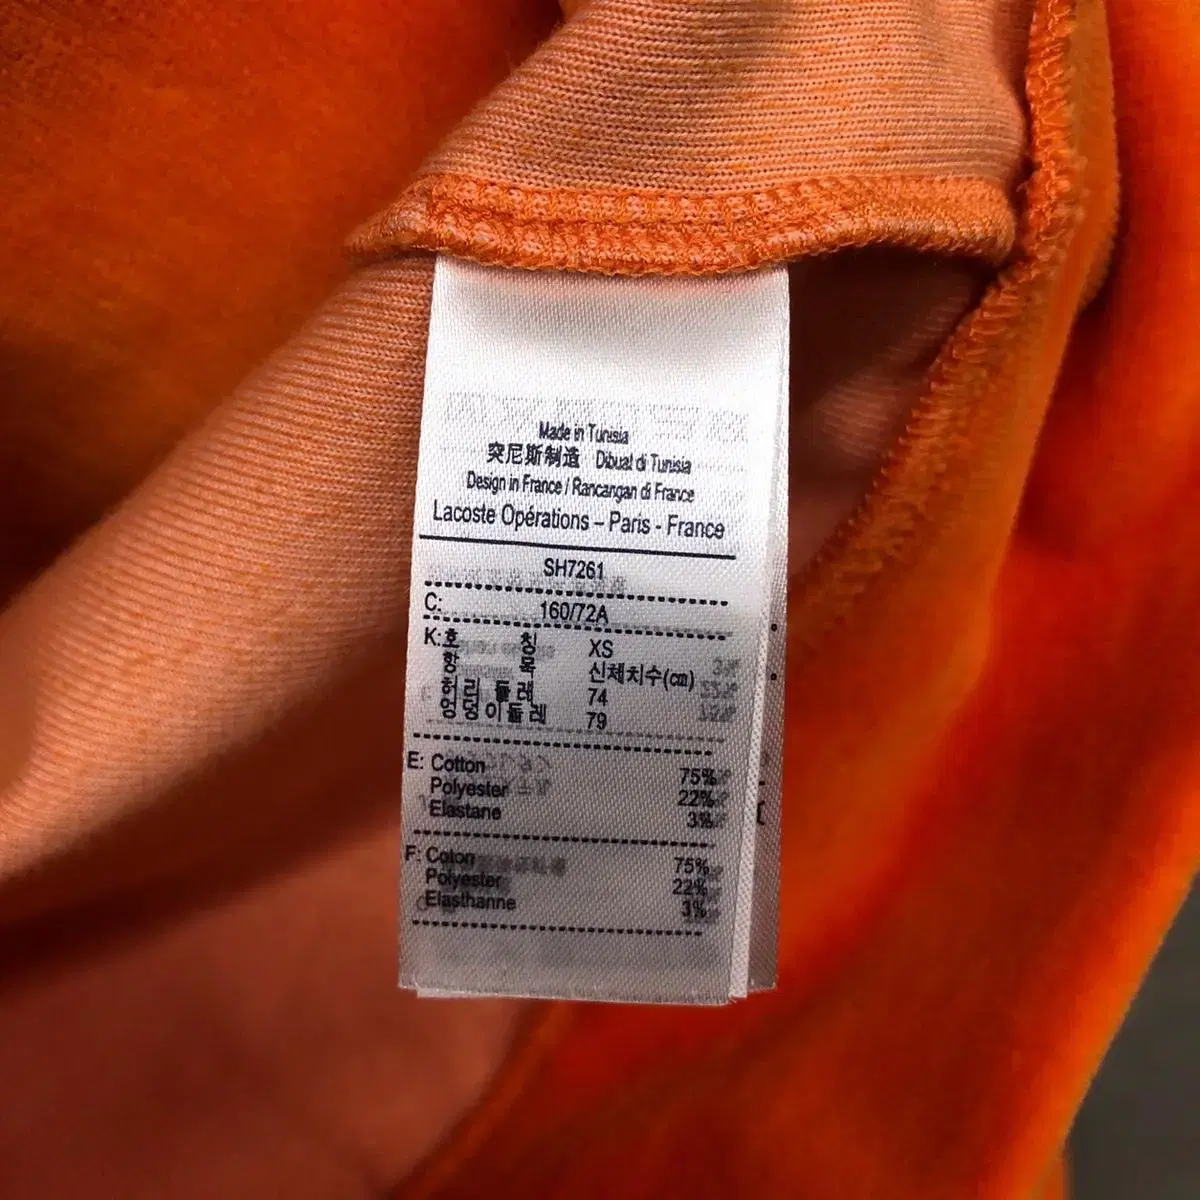 Made in Tunisia
突尼斯制造 Dibuat di Tunisia
Design in France / Rancangan di France
Lacoste Opérations – Paris - France
SH7261
C: 160/72A
K: 호 칭 XS
항 목 신체치수(cm)
허리 둘레 74
엉덩이둘레 79
E: Cotton 75%
Polyester 22%
Elastane 3%
F: Coton 75%
Polyester 22%
Elasthanne 3%